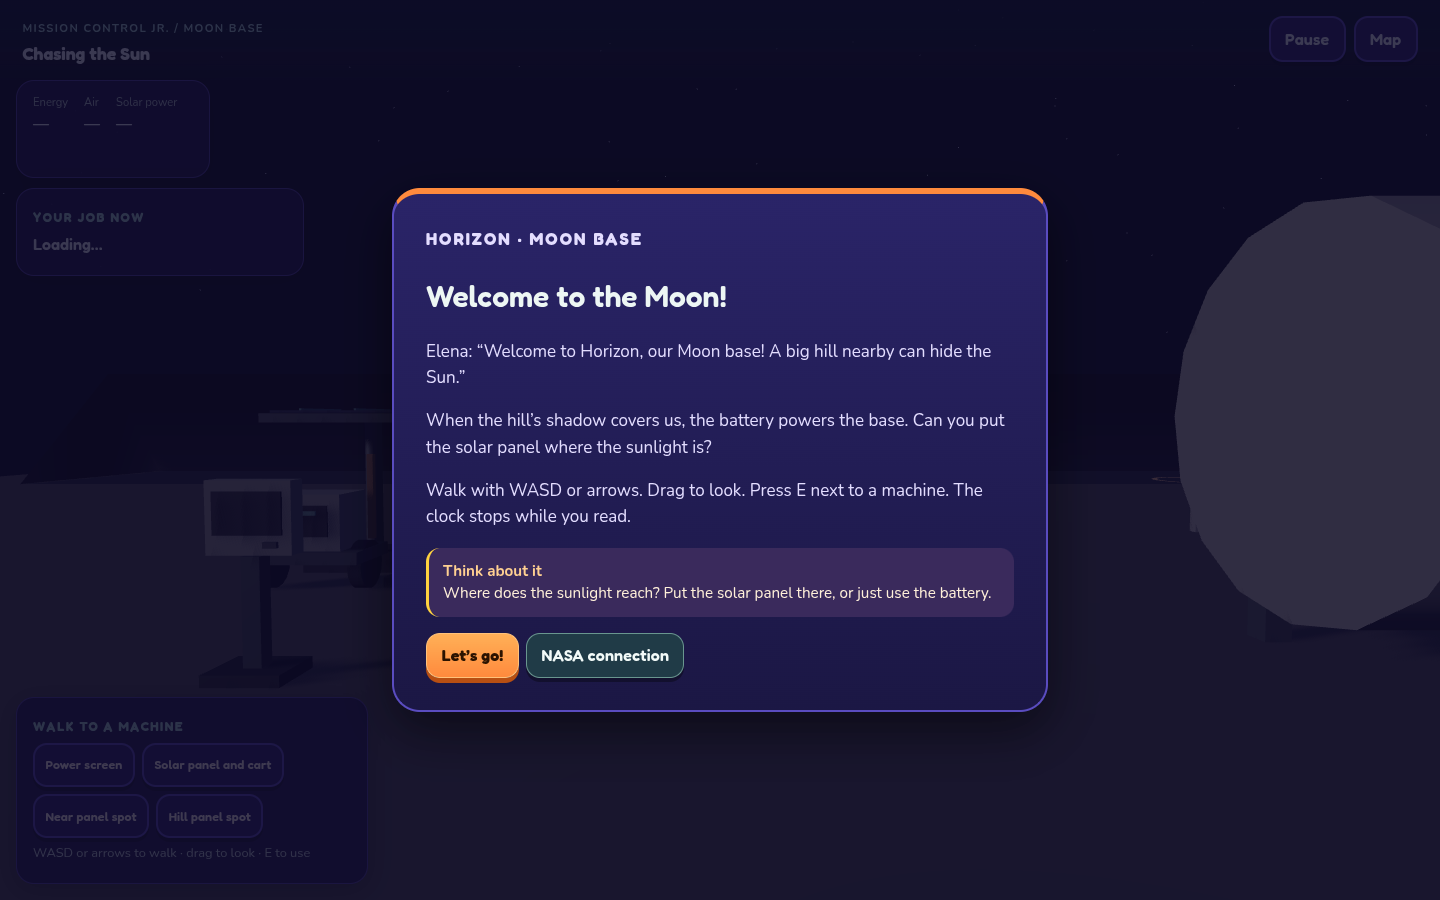 MISSION CONTROL JR. / MOON BASE
Chasing the Sun
Pause
Map
Energy Air Solar power
— — —
YOUR JOB NOW
Loading...
HORIZON · MOON BASE
Welcome to the Moon!
Elena: “Welcome to Horizon, our Moon base! A big hill nearby can hide the
Sun.”
When the hill’s shadow covers us, the battery powers the base. Can you put
the solar panel where the sunlight is?
Walk with WASD or arrows. Drag to look. Press E next to a machine. The
clock stops while you read.
Think about it
Where does the sunlight reach? Put the solar panel there, or just use the battery.
Let’s go!
NASA connection
WALK TO A MACHINE
Power screen
Solar panel and cart
Near panel spot
Hill panel spot
WASD or arrows to walk · drag to look · E to use